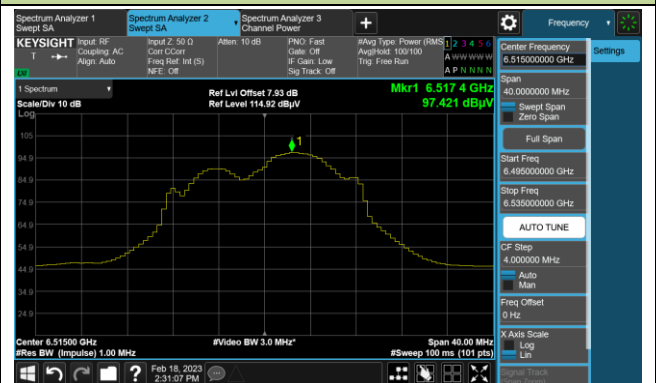 Spectrum Analyzer 1
Swept SA
Spectrum Analyzer 2
Swept SA
Spectrum Analyzer 3
Channel Power
Frequency
KEYSIGHT
Input: RF
Coupling: AC
Align: Auto
Input Z: 50 Ω
Corr CCorr
Freq Ref: Int (S)
NFE: Off
Atten: 10 dB
PNO: Fast
Gate: Off
IF Gain: Low
Sig Track: Off
#Avg Type: Power (RMS)
Avg|Hold: 100/100
Trig: Free Run
1 2 3 4 5 6
A W W W W W
A P N N N N
1 Spectrum
Scale/Div 10 dB
Log
Ref Lvl Offset 7.93 dB
Ref Level 114.92 dBµV
Mkr1 6.517 4 GHz
97.421 dBµV
1
105
94.9
84.9
74.9
64.9
54.9
44.9
34.9
24.9
Center 6.51500 GHz
#Res BW (Impulse) 1.00 MHz
#Video BW 3.0 MHz*
Span 40.00 MHz
#Sweep 100 ms (101 pts)
Center Frequency
6.515000000 GHz
Settings
Span
40.0000000 MHz
Swept Span
Zero Span
Full Span
Start Freq
6.495000000 GHz
Stop Freq
6.535000000 GHz
AUTO TUNE
CF Step
4.000000 MHz
Auto
Man
Freq Offset
0 Hz
X Axis Scale
Log
Lin
Signal Track
Feb 18, 2023
2:31:07 PM